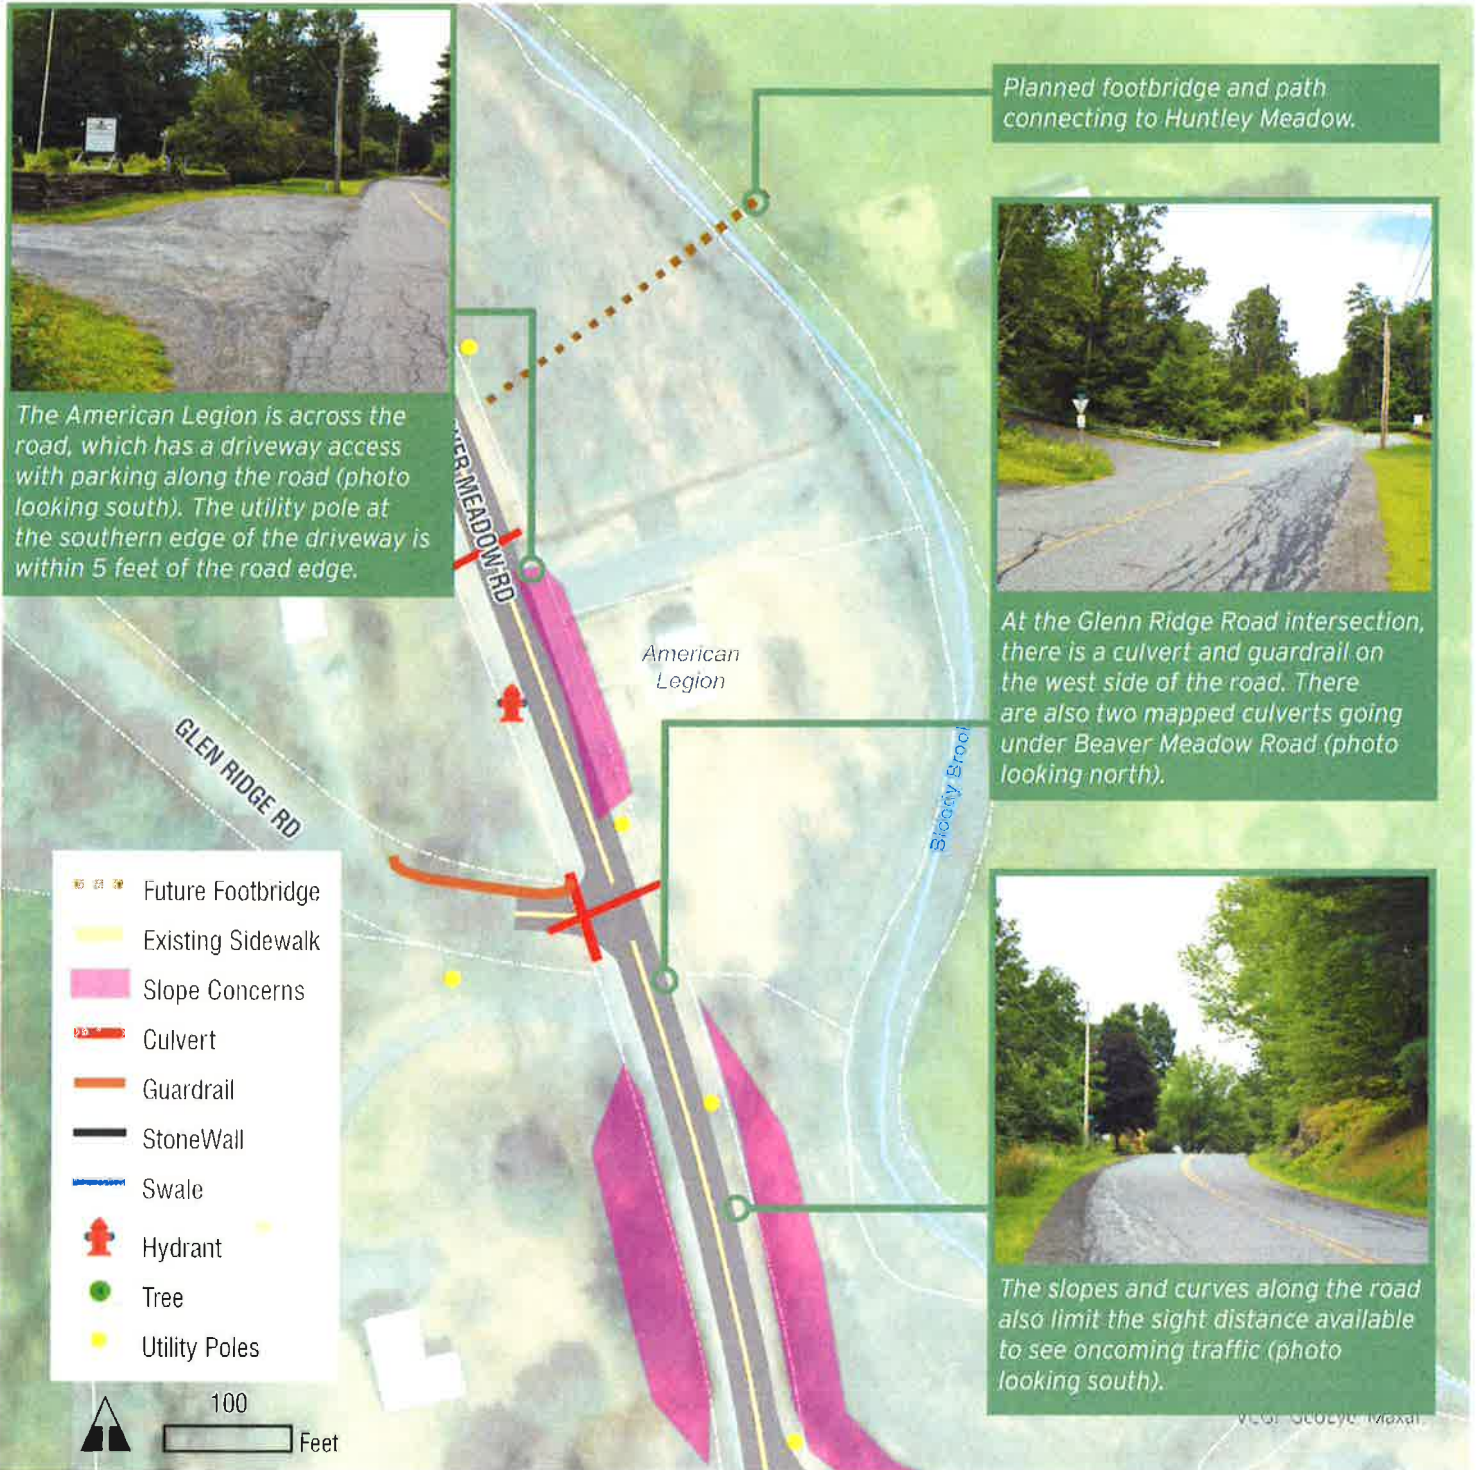 Planned footbridge and path
connecting to Huntley Meadow.
The American Legion is across the
road, which has a driveway access
with parking along the road (photo
looking south). The utility pole at
the southern edge of the driveway is
within 5 feet of the road edge.
MEADOW RD
American
Legion
At the Glenn Ridge Road intersection,
there is a culvert and guardrail on
the west side of the road. There
are also two mapped culverts going
under Beaver Meadow Road (photo
looking north).
GLEN RIDGE RD
Bloody Brook
Future Footbridge
Existing Sidewalk
Slope Concerns
Culvert
Guardrail
StoneWall
Swale
Hydrant
Tree
Utility Poles
100
Feet
The slopes and curves along the road
also limit the sight distance available
to see oncoming traffic (photo
looking south).